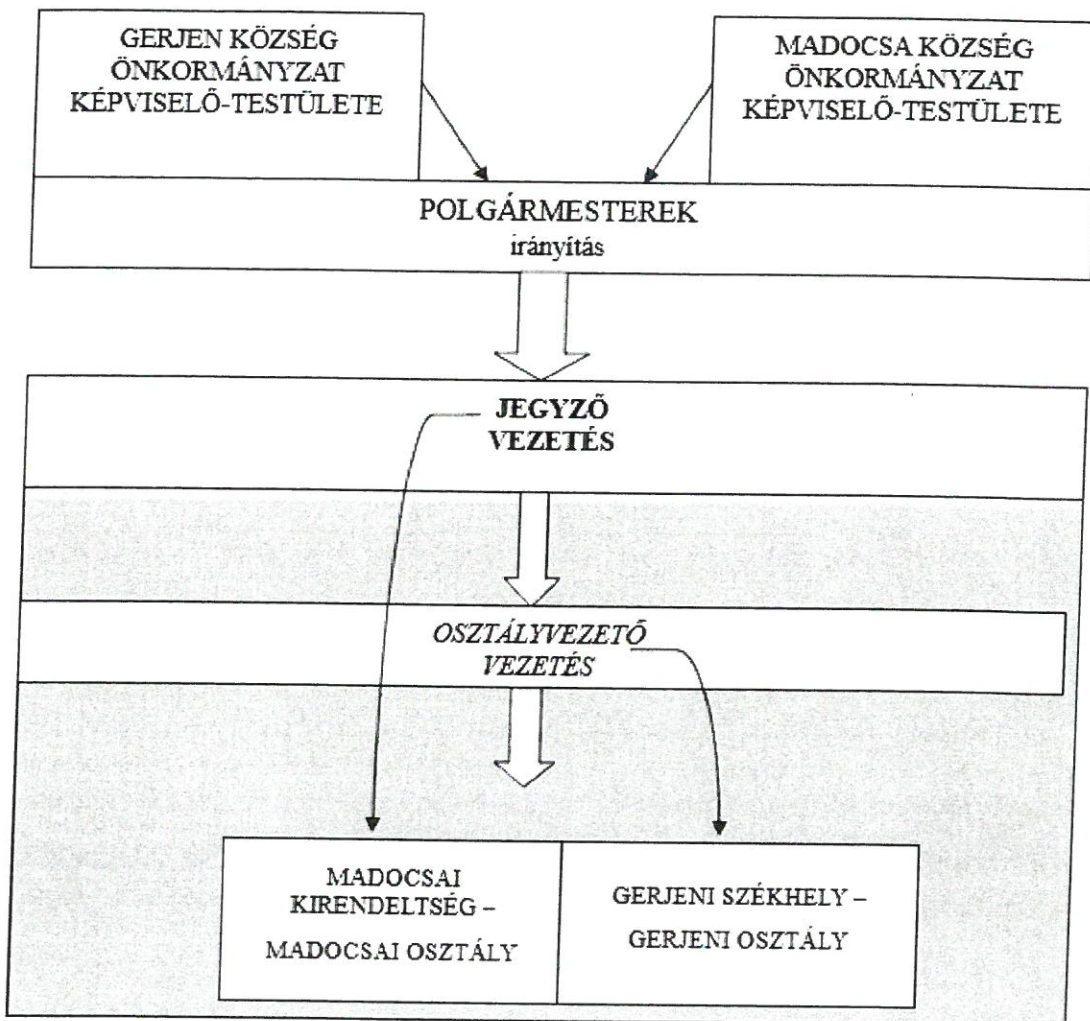 GERJEN KÖZSÉG
ÖNKORMÁNYZAT
KÉPVISELŐ-TESTÜLETE
MADOCSA KÖZSÉG
ÖNKORMÁNYZAT
KÉPVISELŐ-TESTÜLETE
POLGÁRMESTEREK
irányítás
JEGYZŐ
VEZETÉS
OSZTÁLYVEZETŐ
VEZETÉS
MADOCSAI
KIRENDELTSÉG –
MADOCSAI OSZTÁLY
GERJENI SZÉKHELY –
GERJENI OSZTÁLY